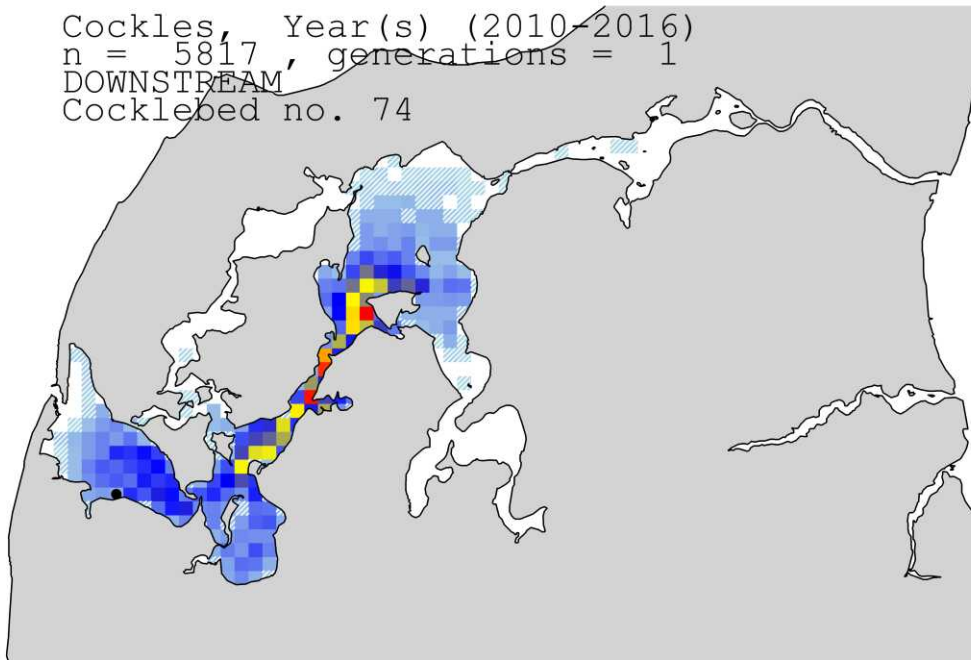 Cockles, Year(s) (2010-2016)
n = 5817 , generations = 1
DOWNSTREAM
Cocklebed no. 74